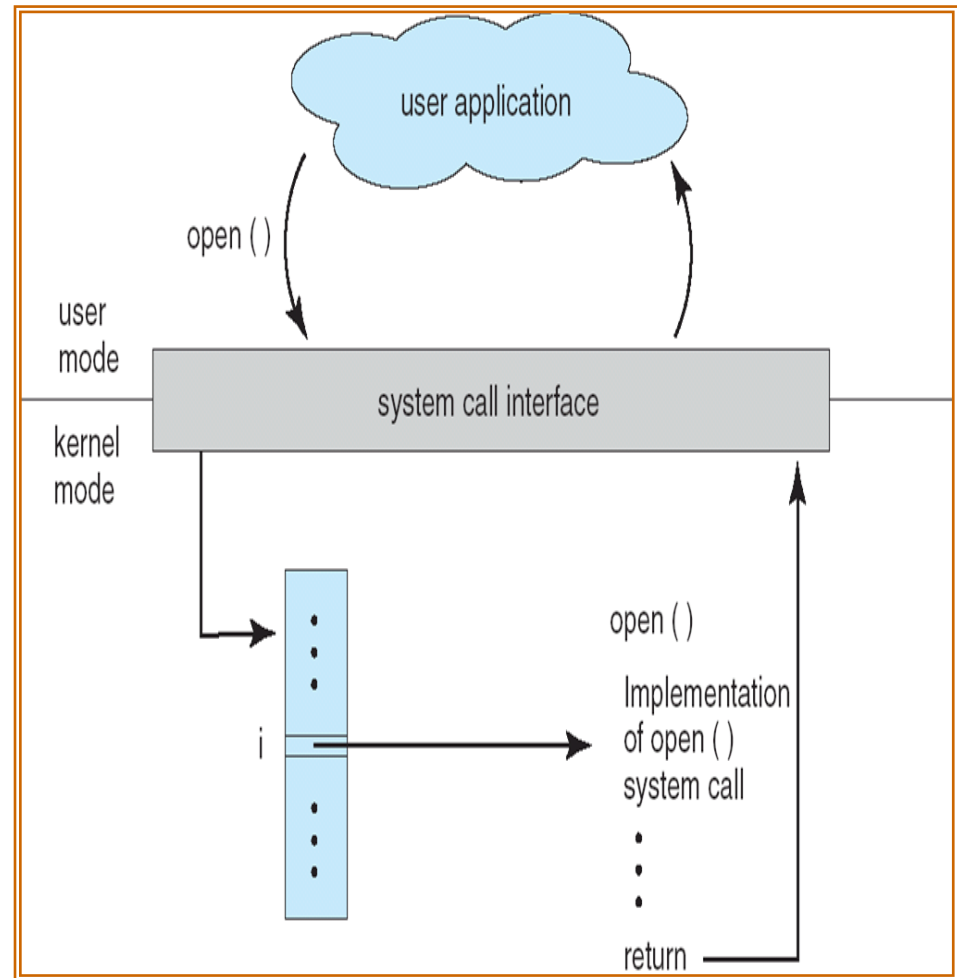 user application
open ( )
user
mode
system call interface
kernel
mode
open ( )
Implementation
of open ( )
system call
i
return